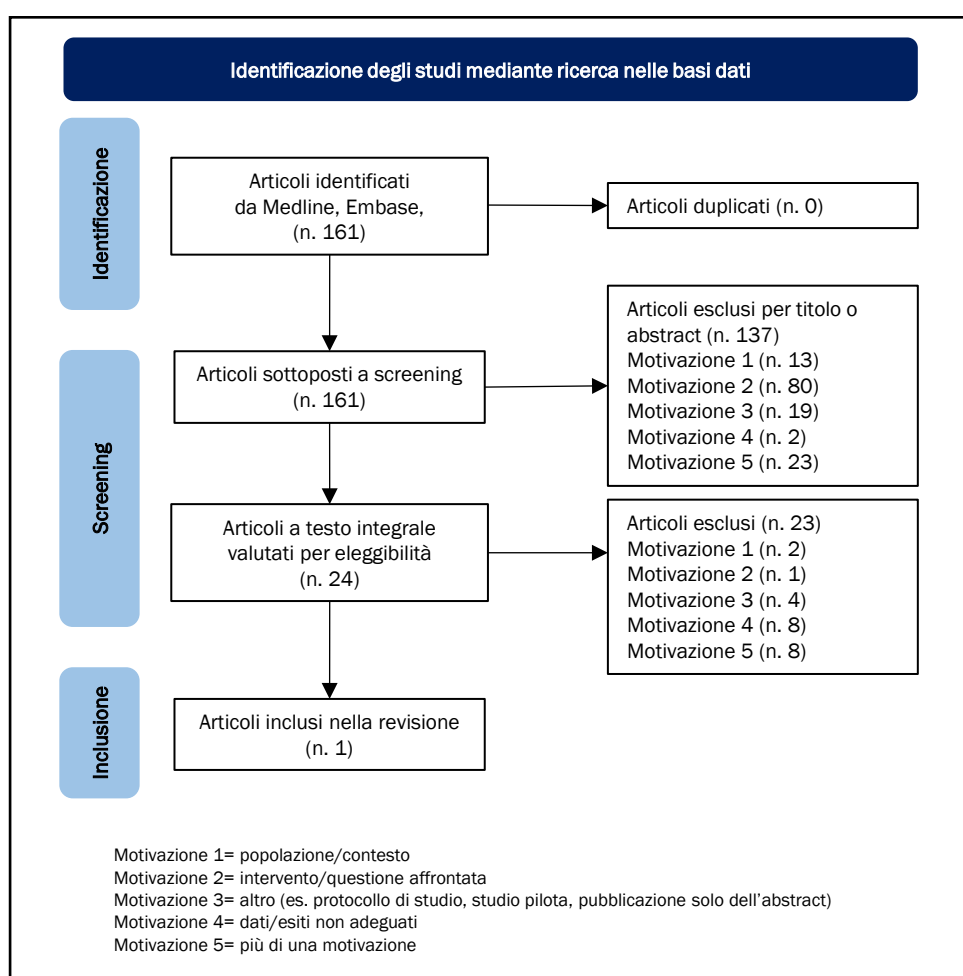 Identificazione degli studi mediante ricerca nelle basi dati
Identificazione
Articoli identificati
da Medline, Embase,
(n. 161)
Articoli duplicati (n. 0)
Screening
Articoli sottoposti a screening
(n. 161)
Articoli esclusi per titolo o
abstract (n. 137)
Motivazione 1 (n. 13)
Motivazione 2 (n. 80)
Motivazione 3 (n. 19)
Motivazione 4 (n. 2)
Motivazione 5 (n. 23)
Articoli a testo integrale
valutati per eleggibilità
(n. 24)
Articoli esclusi (n. 23)
Motivazione 1 (n. 2)
Motivazione 2 (n. 1)
Motivazione 3 (n. 4)
Motivazione 4 (n. 8)
Motivazione 5 (n. 8)
Inclusione
Articoli inclusi nella revisione
(n. 1)
Motivazione 1= popolazione/contesto
Motivazione 2= intervento/questione affrontata
Motivazione 3= altro (es. protocollo di studio, studio pilota, pubblicazione solo dell'abstract)
Motivazione 4= dati/esiti non adeguati
Motivazione 5= più di una motivazione